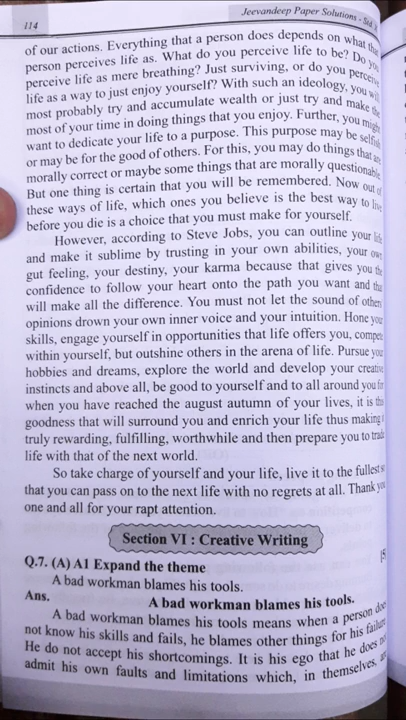 114
Jeevandeep Paper Solutions - Std.
of our actions. Everything that a person does depends on what that
person perceives life as. What do you perceive life to be? Do you
perceive life as mere breathing? Just surviving, or do you perceive
life as a way to just enjoy yourself? With such an ideology, you will
most probably try and accumulate wealth or just try and make the
most of your time in doing things that you enjoy. Further, you might
want to dedicate your life to a purpose. This purpose may be selfish
or may be for the good of others. For this, you may do things that are
morally correct or maybe some things that are morally questionable.
But one thing is certain that you will be remembered. Now out of
these ways of life, which ones you believe is the best way to live
before you die is a choice that you must make for yourself.
However, according to Steve Jobs, you can outline your life
and make it sublime by trusting in your own abilities, your own
gut feeling, your destiny, your karma because that gives you the
confidence to follow your heart onto the path you want and that
will make all the difference. You must not let the sound of others
opinions drown your own inner voice and your intuition. Hone your
skills, engage yourself in opportunities that life offers you, compete
within yourself, but outshine others in the arena of life. Pursue your
hobbies and dreams, explore the world and develop your creative
instincts and above all, be good to yourself and to all around you for
when you have reached the august autumn of your lives, it is this
goodness that will surround you and enrich your life thus making it
truly rewarding, fulfilling, worthwhile and then prepare you to trade
life with that of the next world.
So take charge of yourself and your life, live it to the fullest so
that you can pass on to the next life with no regrets at all. Thank you
one and all for your rapt attention.
Section VI : Creative Writing
Q.7. (A) A1 Expand the theme [5
A bad workman blames his tools.
Ans. A bad workman blames his tools.
A bad workman blames his tools means when a person does
not know his skills and fails, he blames other things for his failure.
He do not accept his shortcomings. It is his ego that he does not
admit his own faults and limitations which, in themselves,